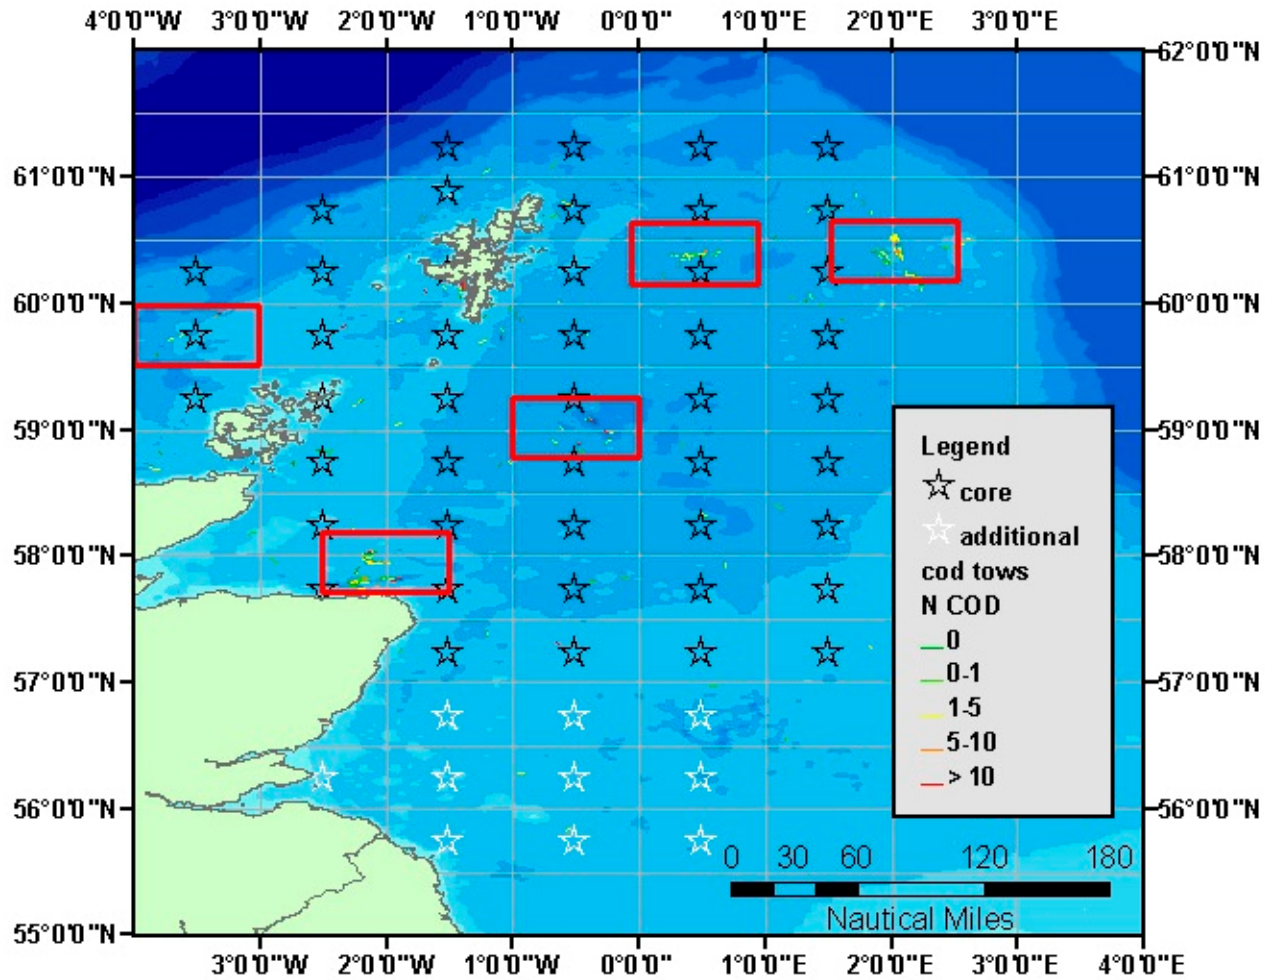 4°0'0"W 3°0'0"W 2°0'0"W 1°0'0"W 0°0'0" 1°0'0"E 2°0'0"E 3°0'0"E
62°0'0"N
61°0'0"N 61°0'0"N
60°0'0"N 60°0'0"N
59°0'0"N 59°0'0"N
Legend
core
additional
58°0'0"N 58°0'0"N
cod tows
N COD
0
0-1
57°0'0"N 57°0'0"N
1-5
5-10
> 10
56°0'0"N 56°0'0"N
0 30 60 120 180
Nautical Miles
55°0'0"N
3°0'0"W 2°0'0"W 1°0'0"W 0°0'0" 1°0'0"E 2°0'0"E 3°0'0"E 4°0'0"E